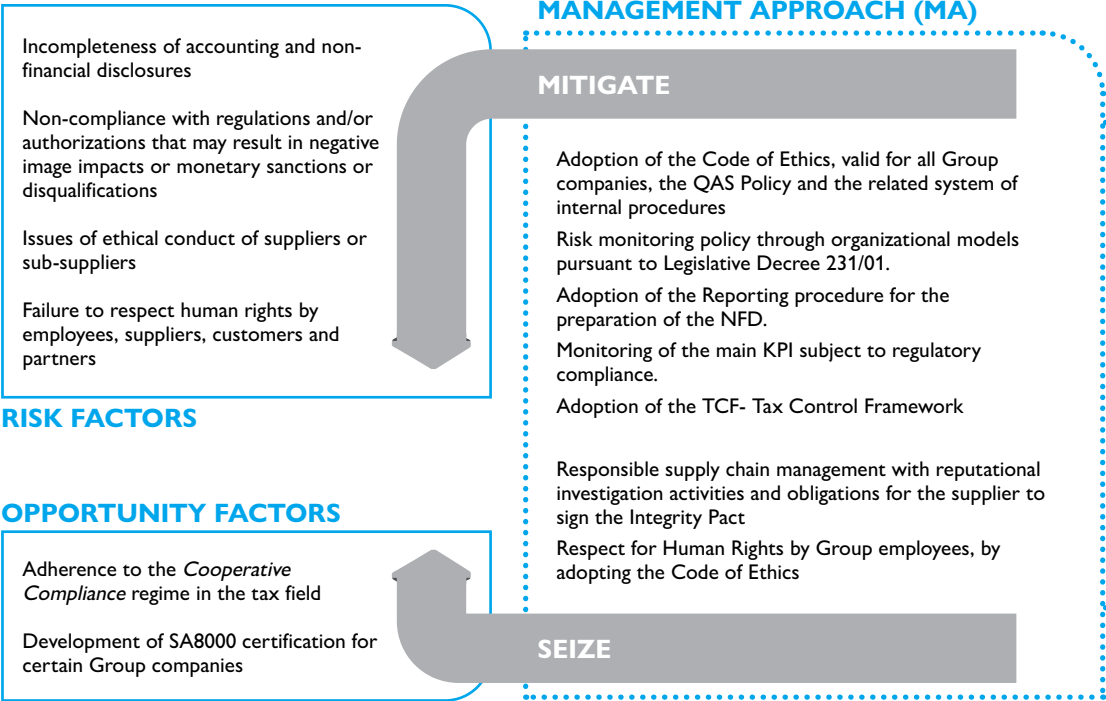 Incompleteness of accounting and non-
financial disclosures
Non-compliance with regulations and/or
authorizations that may result in negative
image impacts or monetary sanctions or
disqualifications
Issues of ethical conduct of suppliers or
sub-suppliers
Failure to respect human rights by
employees, suppliers, customers and
partners
RISK FACTORS
OPPORTUNITY FACTORS
Adherence to the Cooperative
Compliance regime in the tax field
Development of SA8000 certification for
certain Group companies
MANAGEMENT APPROACH (MA)
MITIGATE
Adoption of the Code of Ethics, valid for all Group
companies, the QAS Policy and the related system of
internal procedures
Risk monitoring policy through organizational models
pursuant to Legislative Decree 231/01.
Adoption of the Reporting procedure for the
preparation of the NFD.
Monitoring of the main KPI subject to regulatory
compliance.
Adoption of the TCF- Tax Control Framework
Responsible supply chain management with reputational
investigation activities and obligations for the supplier to
sign the Integrity Pact
Respect for Human Rights by Group employees, by
adopting the Code of Ethics
SEIZE